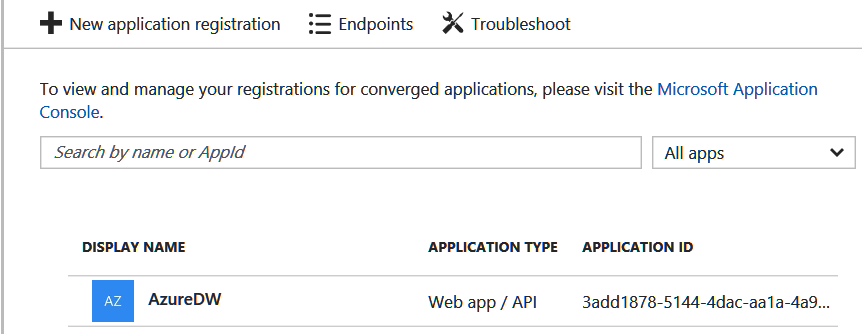 New application registration Endpoints Troubleshoot
To view and manage your registrations for converged applications, please visit the Microsoft Application
Console.
Search by name or AppId All apps
DISPLAY NAME APPLICATION TYPE APPLICATION ID
AZ AzureDW Web app / API 3add1878-5144-4dac-aa1a-4a9...